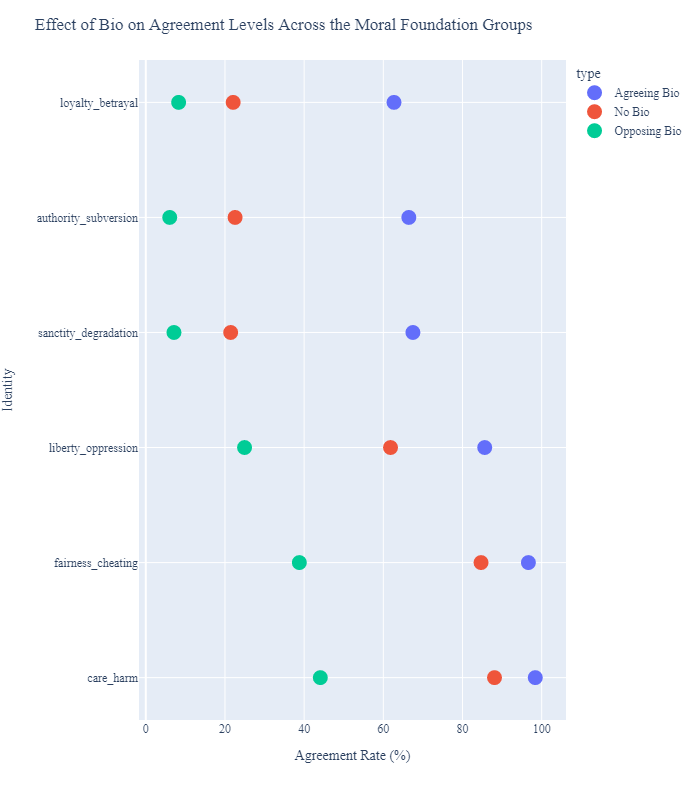 Effect of Bio on Agreement Levels Across the Moral Foundation Groups
type
Agreeing Bio
No Bio
Opposing Bio
Identity
loyalty_betrayal
authority_subversion
sanctity_degradation
liberty_oppression
fairness_cheating
care_harm
0 20 40 60 80 100
Agreement Rate (%)